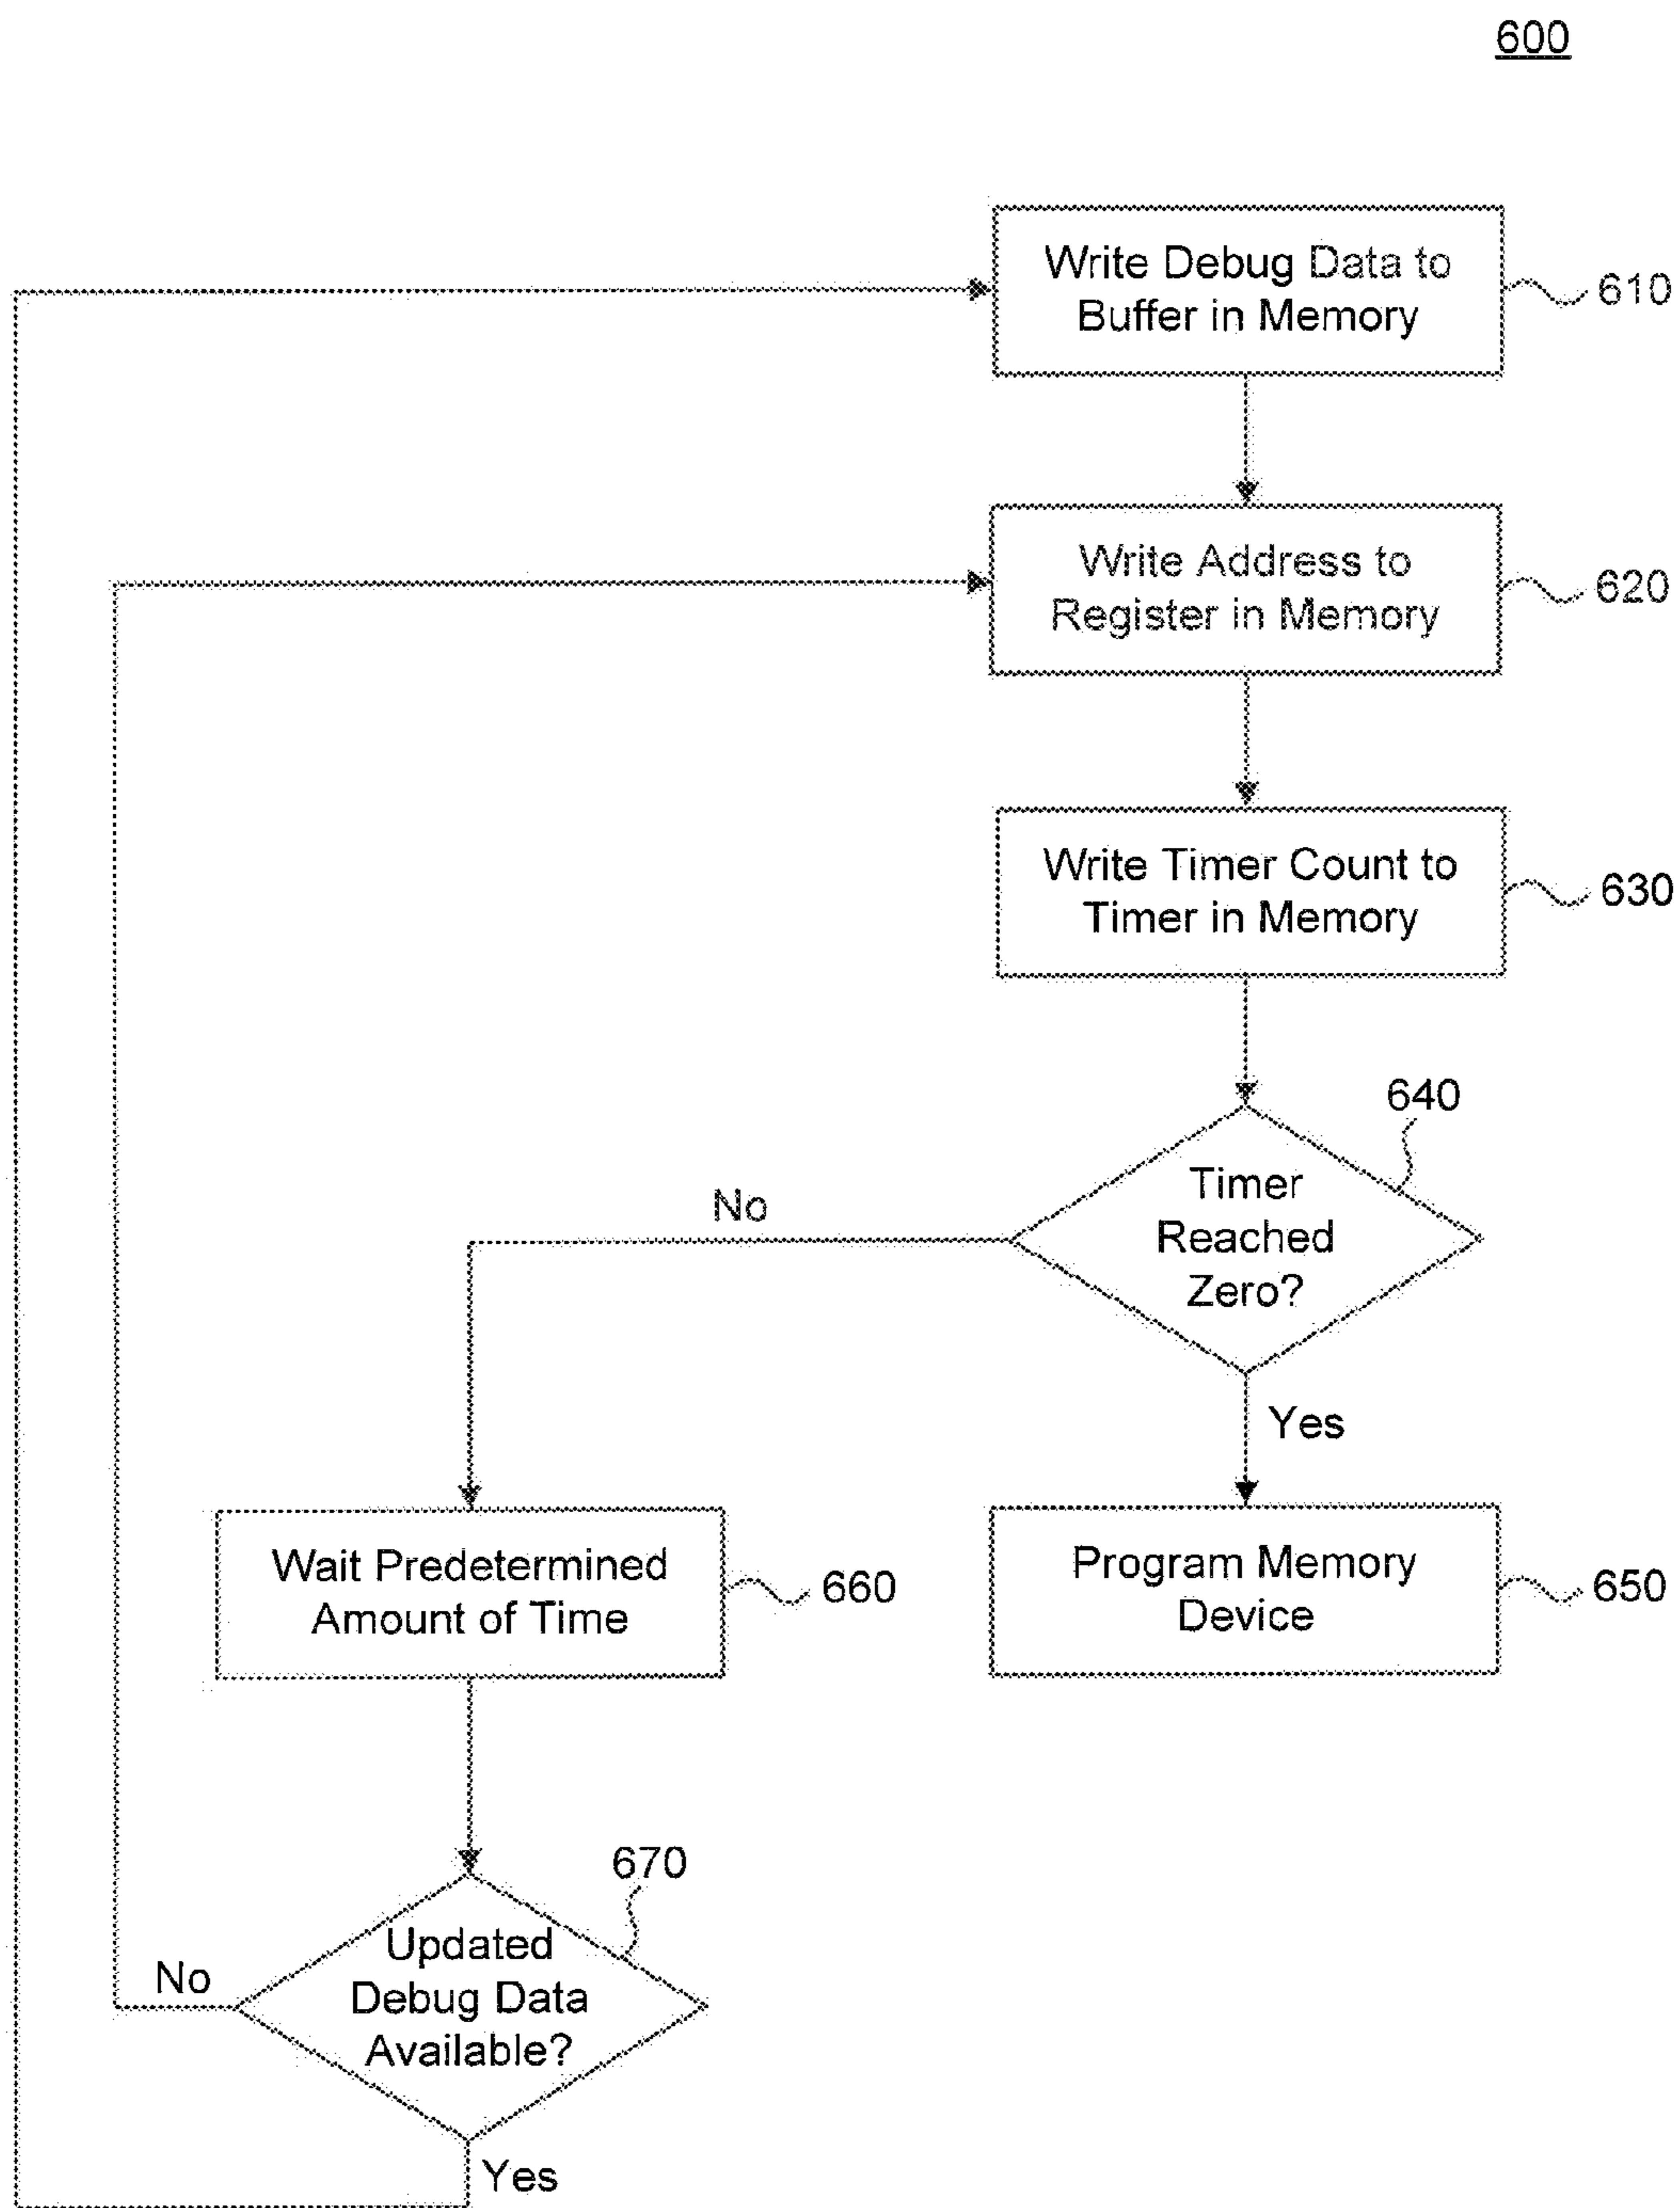 600
Write Debug Data to
Buffer in Memory
610
Write Address to
Register in Memory
620
Write Timer Count to
Timer in Memory
630
640
Timer
Reached
Zero?
No
Yes
Wait Predetermined
Amount of Time
660
Program Memory
Device
650
670
Updated
Debug Data
Available?
No
Yes